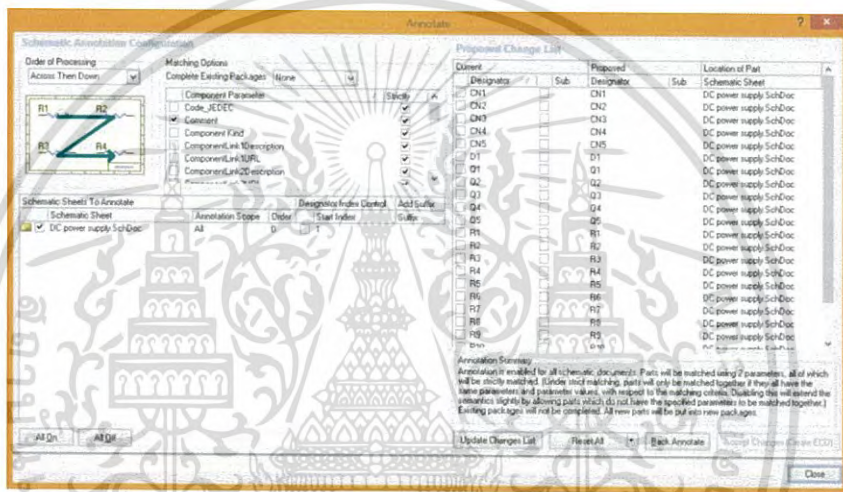 Annotate
Schematic Annotation Configuration
Order of Processing
Across Then Down
R1 R2
R3 R4
Matching Options
Complete Existing Packages None
Component Parameter Strictly
Code_JEDEC
Comment
Component Kind
ComponentLink1Description
ComponentLink1URL
ComponentLink2Description
Schematic Sheets To Annotate Designator Index Control Add Suffix
Schematic Sheet Annotation Scope Order Start Index Suffix
DC power supply.SchDoc All 0 1
All On All Off
Proposed Change List
Current Proposed Location of Part
Designator Sub Designator Sub Schematic Sheet
CN1 CN1 DC power supply.SchDoc
CN2 CN2 DC power supply.SchDoc
CN3 CN3 DC power supply.SchDoc
CN4 CN4 DC power supply.SchDoc
CN5 CN5 DC power supply.SchDoc
D1 D1 DC power supply.SchDoc
Q1 Q1 DC power supply.SchDoc
Q2 Q2 DC power supply.SchDoc
Q3 Q3 DC power supply.SchDoc
Q4 Q4 DC power supply.SchDoc
Q5 Q5 DC power supply.SchDoc
R1 R1 DC power supply.SchDoc
R2 R2 DC power supply.SchDoc
R3 R3 DC power supply.SchDoc
R4 R4 DC power supply.SchDoc
R5 R5 DC power supply.SchDoc
R6 R6 DC power supply.SchDoc
R7 R7 DC power supply.SchDoc
R8 R8 DC power supply.SchDoc
R9 R9 DC power supply.SchDoc
Annotation Summary
Annotation is enabled for all schematic documents. Parts will be matched using 2 parameters, all of which
will be strictly matched. (Under strict matching, parts will only be matched together if they all have the
same parameters and parameter values, with respect to the matching criteria. Disabling this will extend the
semantics slightly by allowing parts which do not have the specified parameters to be matched together.)
Existing packages will not be completed. All new parts will be put into new packages.
Update Changes List Reset All Back Annotate Accept Changes (Create ECO)
Close